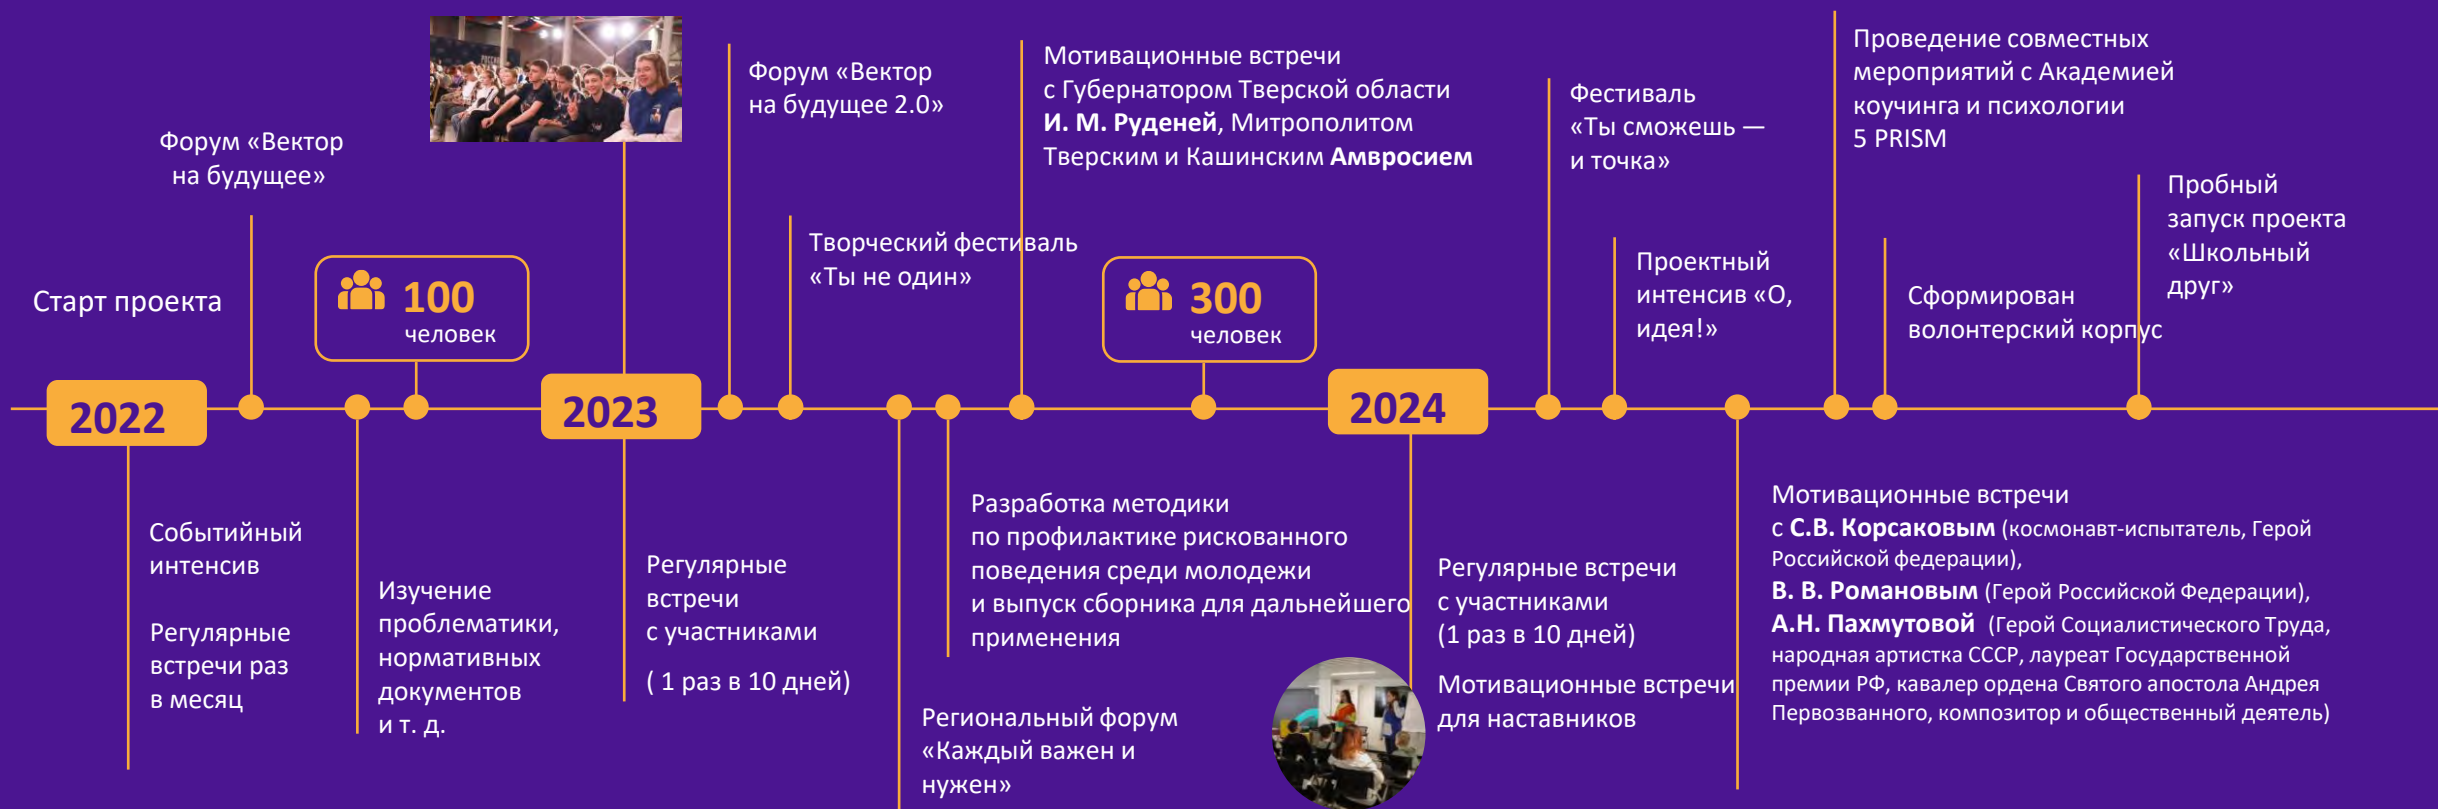 Старт проекта
2022
Событийный
интенсив
Регулярные
встречи раз
в месяц
Форум «Вектор
на будущее»
Изучение
проблематики,
нормативных
документов
и т. д.
100
человек
2023
Регулярные
встречи
с участниками
( 1 раз в 10 дней)
Форум «Вектор
на будущее 2.0»
Творческий фестиваль
«Ты не один»
Региональный форум
«Каждый важен и
нужен»
Разработка методики
по профилактике рискованного
поведения среди молодежи
и выпуск сборника для дальнейшего
применения
Мотивационные встречи
с Губернатором Тверской области
И. М. Руденей, Митрополитом
Тверским и Кашинским Амвросием
300
человек
2024
Регулярные встречи
с участниками
(1 раз в 10 дней)
Мотивационные встречи
для наставников
Фестиваль
«Ты сможешь —
и точка»
Проектный
интенсив «О,
идея!»
Мотивационные встречи
с С.В. Корсаковым (космонавт-испытатель, Герой
Российской федерации),
В. В. Романовым (Герой Российской Федерации),
А.Н. Пахмутовой (Герой Социалистического Труда,
народная артистка СССР, лауреат Государственной
премии РФ, кавалер ордена Святого апостола Андрея
Первозванного, композитор и общественный деятель)
Проведение совместных
мероприятий с Академией
коучинга и психологии
5 PRISM
Сформирован
волонтерский корпус
Пробный
запуск проекта
«Школьный
друг»